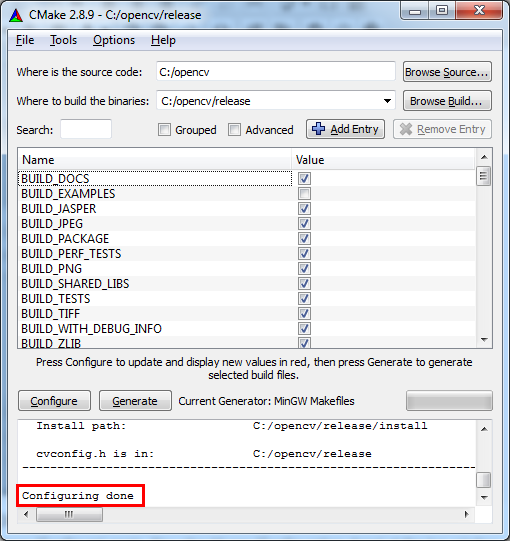 CMake 2.8.9 - C:/opencv/release
File Tools Options Help
Where is the source code: C:/opencv Browse Source...
Where to build the binaries: C:/opencv/release Browse Build...
Search: Grouped Advanced Add Entry Remove Entry
Name Value
BUILD_DOCS
BUILD_EXAMPLES
BUILD_JASPER
BUILD_JPEG
BUILD_PACKAGE
BUILD_PERF_TESTS
BUILD_PNG
BUILD_SHARED_LIBS
BUILD_TESTS
BUILD_TIFF
BUILD_WITH_DEBUG_INFO
BUILD_ZLIB
Press Configure to update and display new values in red, then press Generate to generate
selected build files.
Configure Generate Current Generator: MinGW Makefiles
Install path: C:/opencv/release/install
cvconfig.h is in: C:/opencv/release
Configuring done